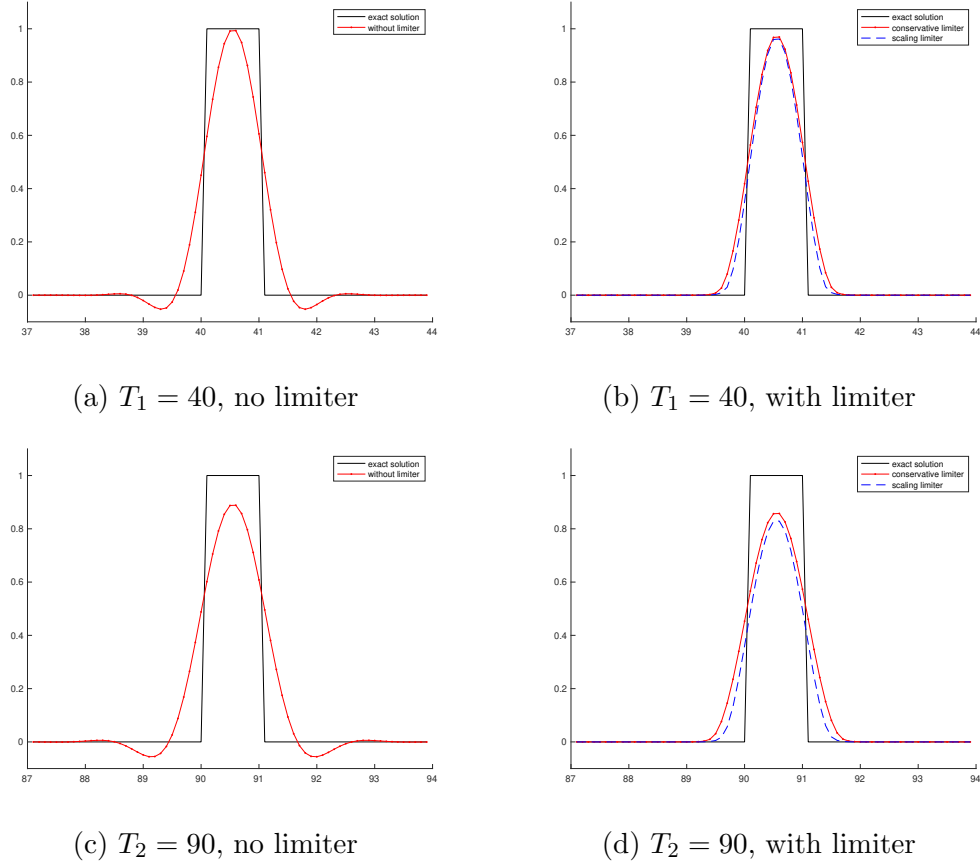 exact solution
without limiter
1
0.8
0.6
0.4
0.2
0
37 38 39 40 41 42 43 44
(a) T₁ = 40, no limiter
exact solution
conservative limiter
scaling limiter
1
0.8
0.6
0.4
0.2
0
37 38 39 40 41 42 43 44
(b) T₁ = 40, with limiter
exact solution
without limiter
1
0.8
0.6
0.4
0.2
0
87 88 89 90 91 92 93 94
(c) T₂ = 90, no limiter
exact solution
conservative limiter
scaling limiter
1
0.8
0.6
0.4
0.2
0
87 88 89 90 91 92 93 94
(d) T₂ = 90, with limiter